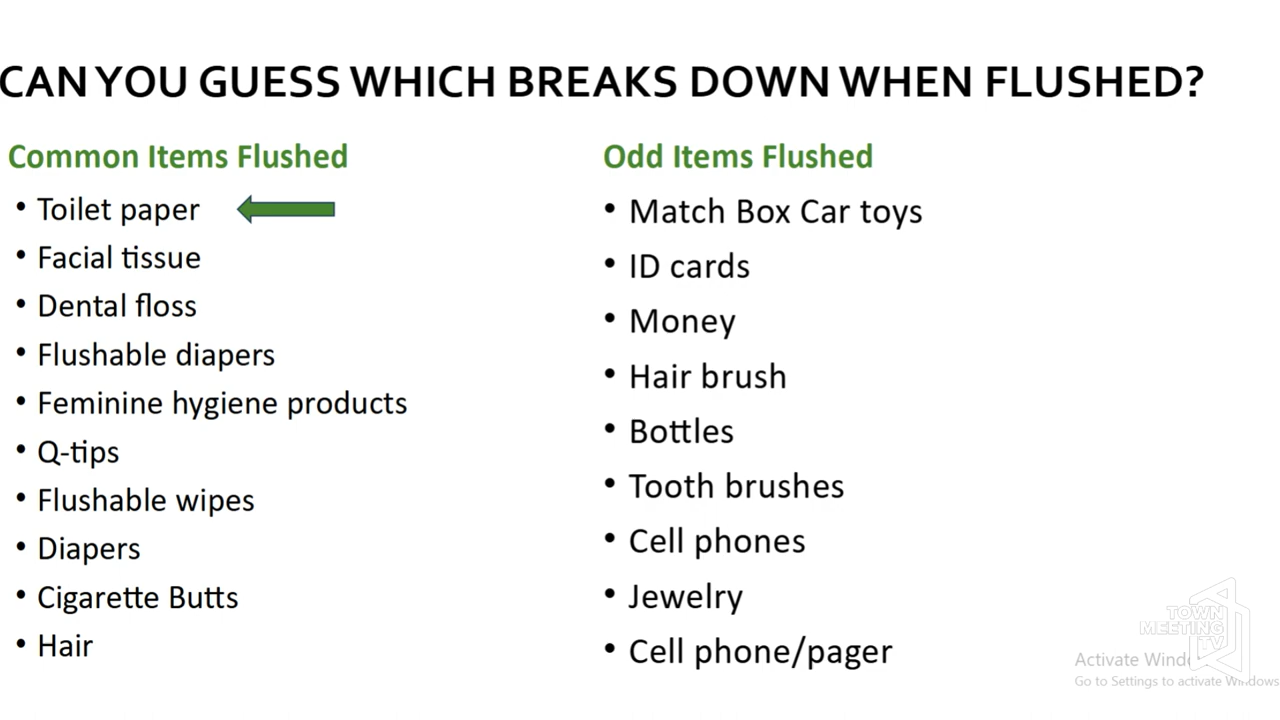 CAN YOU GUESS WHICH BREAKS DOWN WHEN FLUSHED?
Common Items Flushed
• Toilet paper
• Facial tissue
• Dental floss
• Flushable diapers
• Feminine hygiene products
• Q-tips
• Flushable wipes
• Diapers
• Cigarette Butts
• Hair
Odd Items Flushed
• Match Box Car toys
• ID cards
• Money
• Hair brush
• Bottles
• Tooth brushes
• Cell phones
• Jewelry
• Cell phone/pager
TOWN
MEETING
TV
Activate Windows
Go to Settings to activate Windows